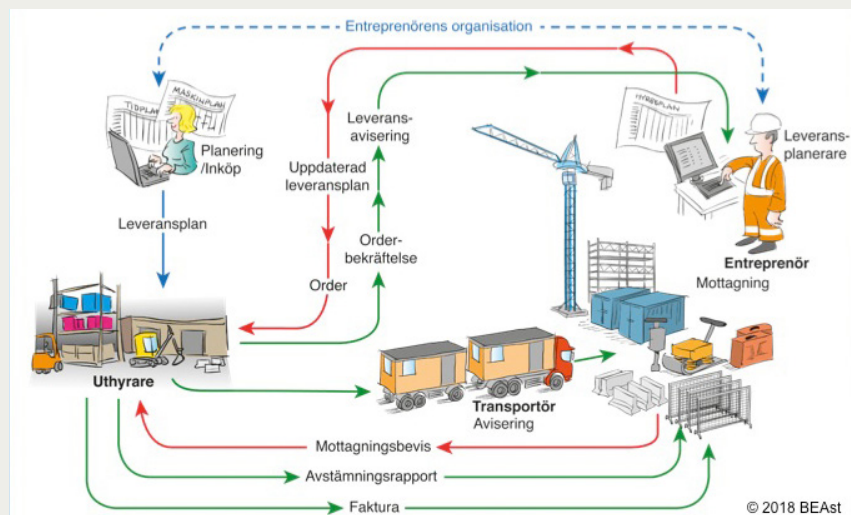 Entreprenörens organisation
TIDPLAN
MASKINPLAN
HYRESPLAN
Planering
/Inköp
Leverans-
avisering
Leverans-
planerare
Uppdaterad
leveransplan
Leveransplan
Order-
bekräftelse
Order
Entreprenör
Mottagning
Uthyrare
Transportör
Avisering
Mottagningsbevis
Avstämningsrapport
Faktura
© 2018 BEAst